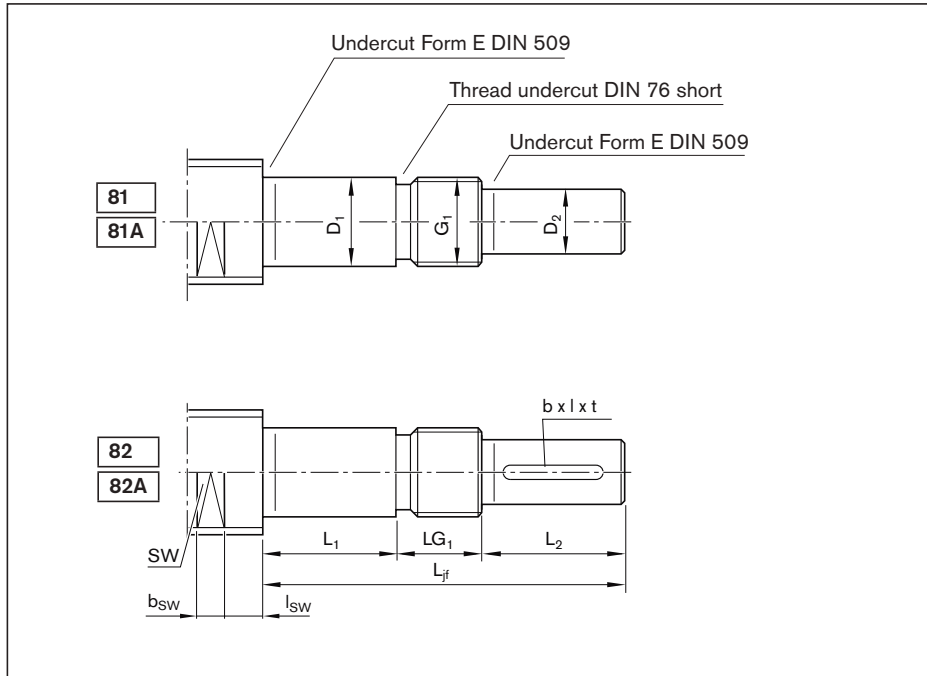 Undercut Form E DIN 509
Thread undercut DIN 76 short
Undercut Form E DIN 509
81
81A
D₁
G₁
D₂
b x l x t
82
82A
SW
L₁
LG₁
L₂
Ljf
bSW
lSW